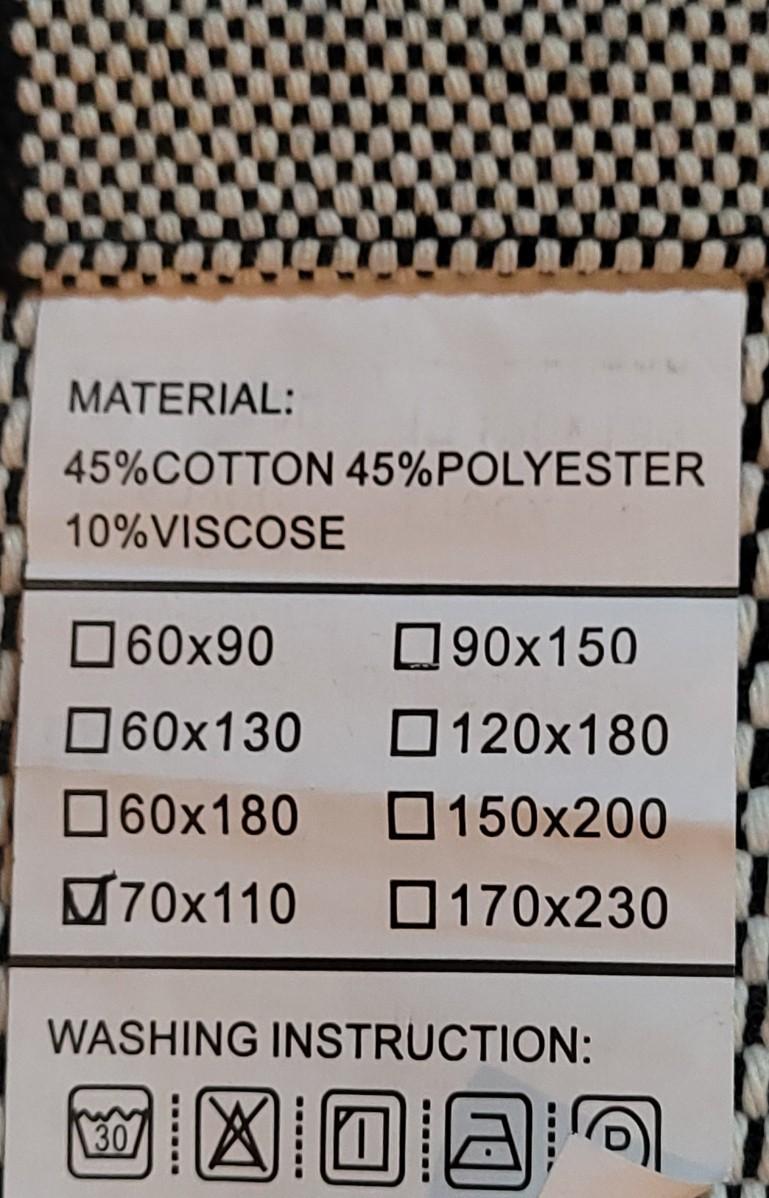 MATERIAL:
45%COTTON 45%POLYESTER
10%VISCOSE
60x90 90x150
60x130 120x180
60x180 150x200
70x110 170x230
WASHING INSTRUCTION:
30 P